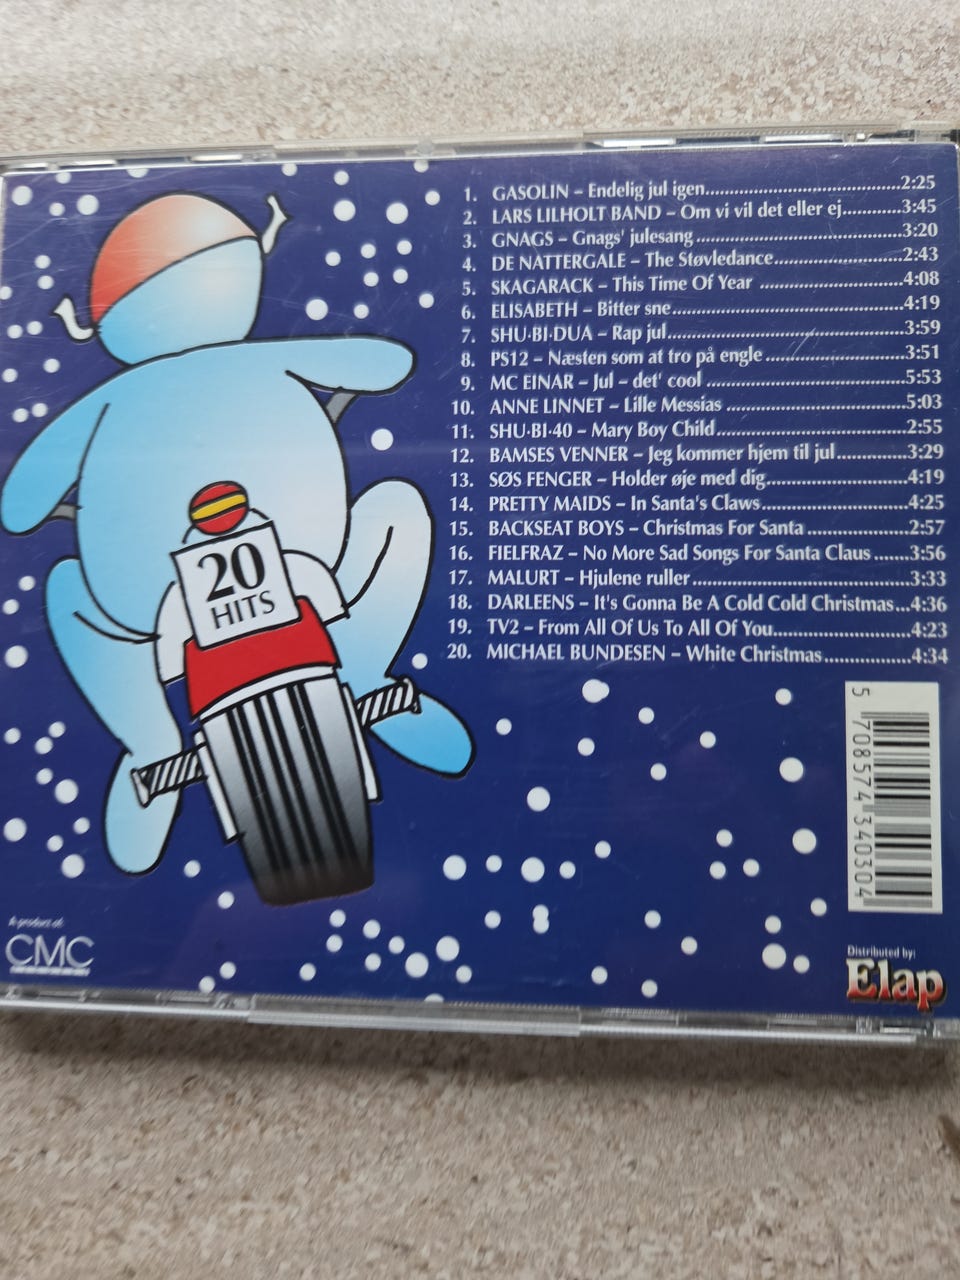 1. GASOLIN – Endelig jul igen..........2:25
2. LARS LILHOLT BAND – Om vi vil det eller ej..........3:45
3. GNAGS – Gnags' julesang..........3:20
4. DE NATTERGALE – The Støvledance..........2:43
5. SKAGARACK – This Time Of Year ..........4:08
6. ELISABETH – Bitter sne..........4:19
7. SHU·BI·DUA – Rap jul..........3:59
8. PS12 – Næsten som at tro på engle..........3:51
9. MC EINAR – Jul – det' cool..........5:53
10. ANNE LINNET – Lille Messias..........5:03
11. SHU·BI·40 – Mary Boy Child..........2:55
12. BAMSES VENNER – Jeg kommer hjem til jul..........3:29
13. SØS FENGER – Holder øje med dig..........4:19
14. PRETTY MAIDS – In Santa's Claws..........4:25
15. BACKSEAT BOYS – Christmas For Santa..........2:57
16. FIELFRAZ – No More Sad Songs For Santa Claus.......3:56
17. MALURT – Hjulene ruller..........3:33
18. DARLEENS – It's Gonna Be A Cold Cold Christmas...4:36
19. TV2 – From All Of Us To All Of You..........4:23
20. MICHAEL BUNDESEN – White Christmas..........4:34
20
HITS
5 708574 340304
A product of:
CMC
Distributed by:
Elap